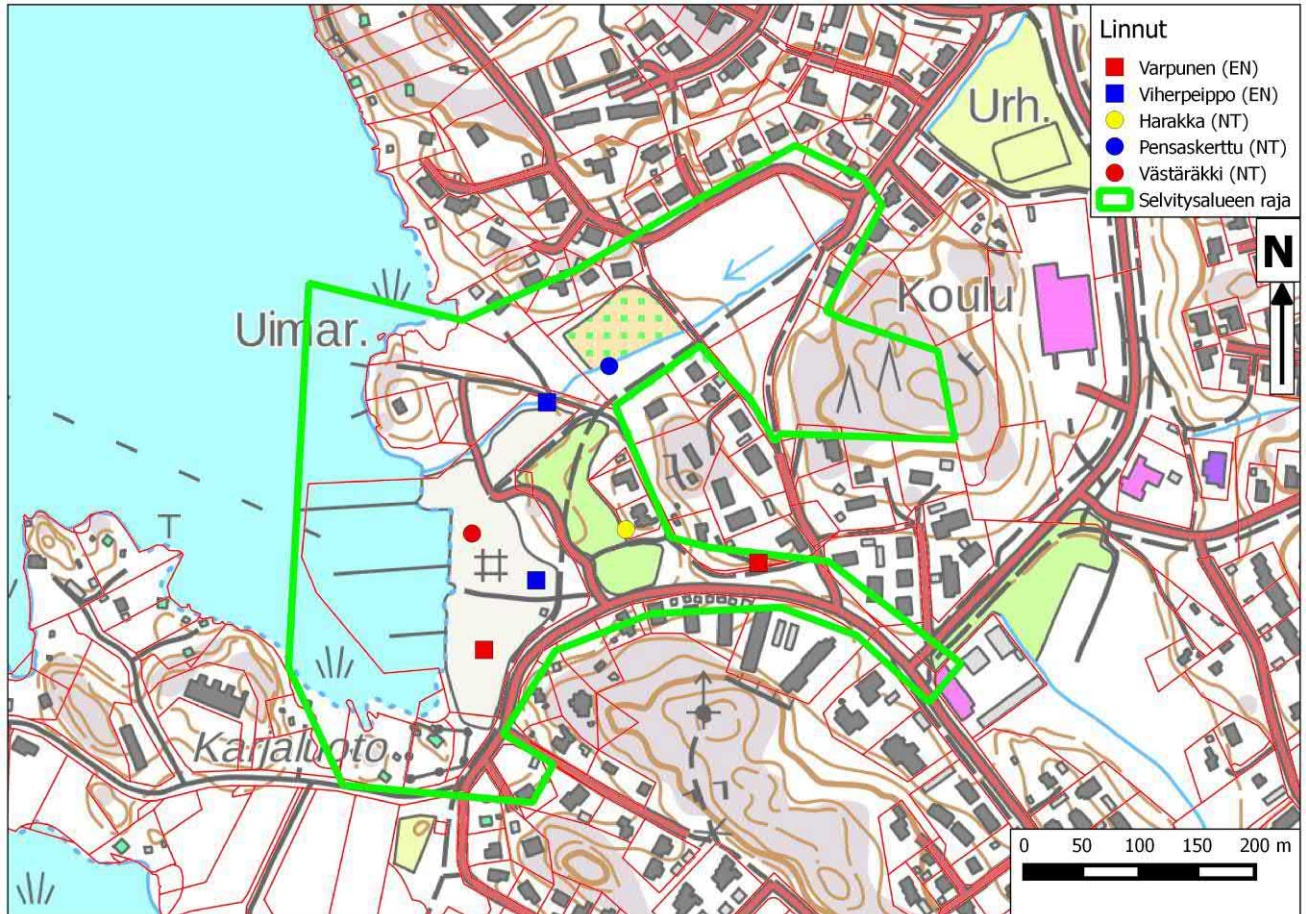 Linnut
Varpunen (EN)
Viherpeippo (EN)
Harakka (NT)
Pensaskerttu (NT)
Västäräkki (NT)
Selvitysalueen raja
Urh.
N
Koulu
Uimar.
Karjaluoto
0 50 100 150 200 m